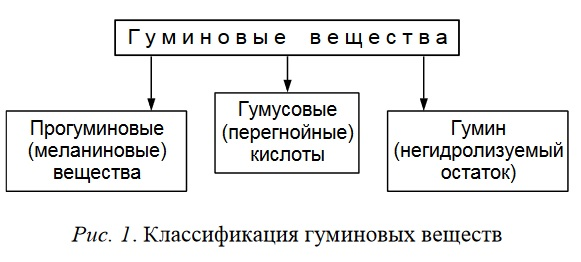 Гуминовые вещества
Прогуминовые
(меланиновые)
вещества
Гумусовые
(перегнойные)
кислоты
Гумин
(негидролизуемый
остаток)
Рис. 1. Классификация гуминовых веществ